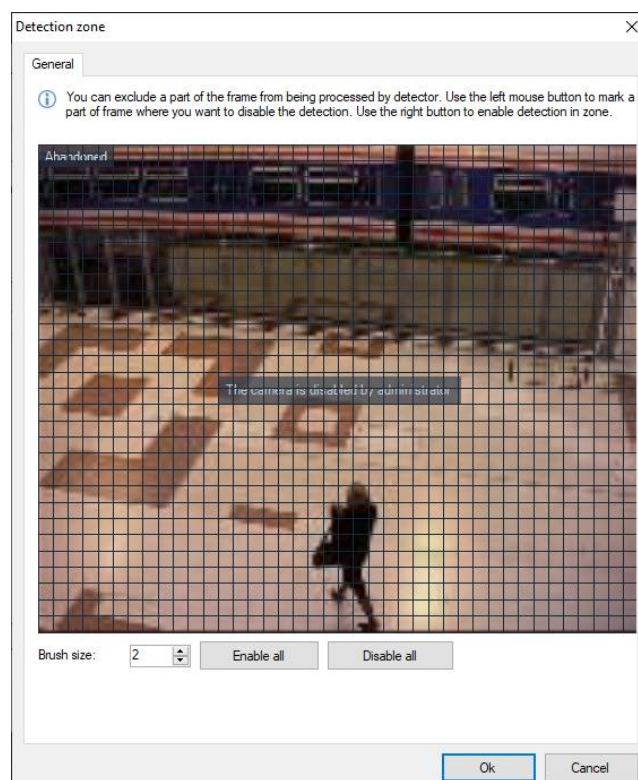 Detection zone
General
You can exclude a part of the frame from being processed by detector. Use the left mouse button to mark a
part of frame where you want to disable the detection. Use the right button to enable detection in zone.
Abandoned
The camera is disabled by administrator
Brush size:
2
Enable all
Disable all
Ok
Cancel